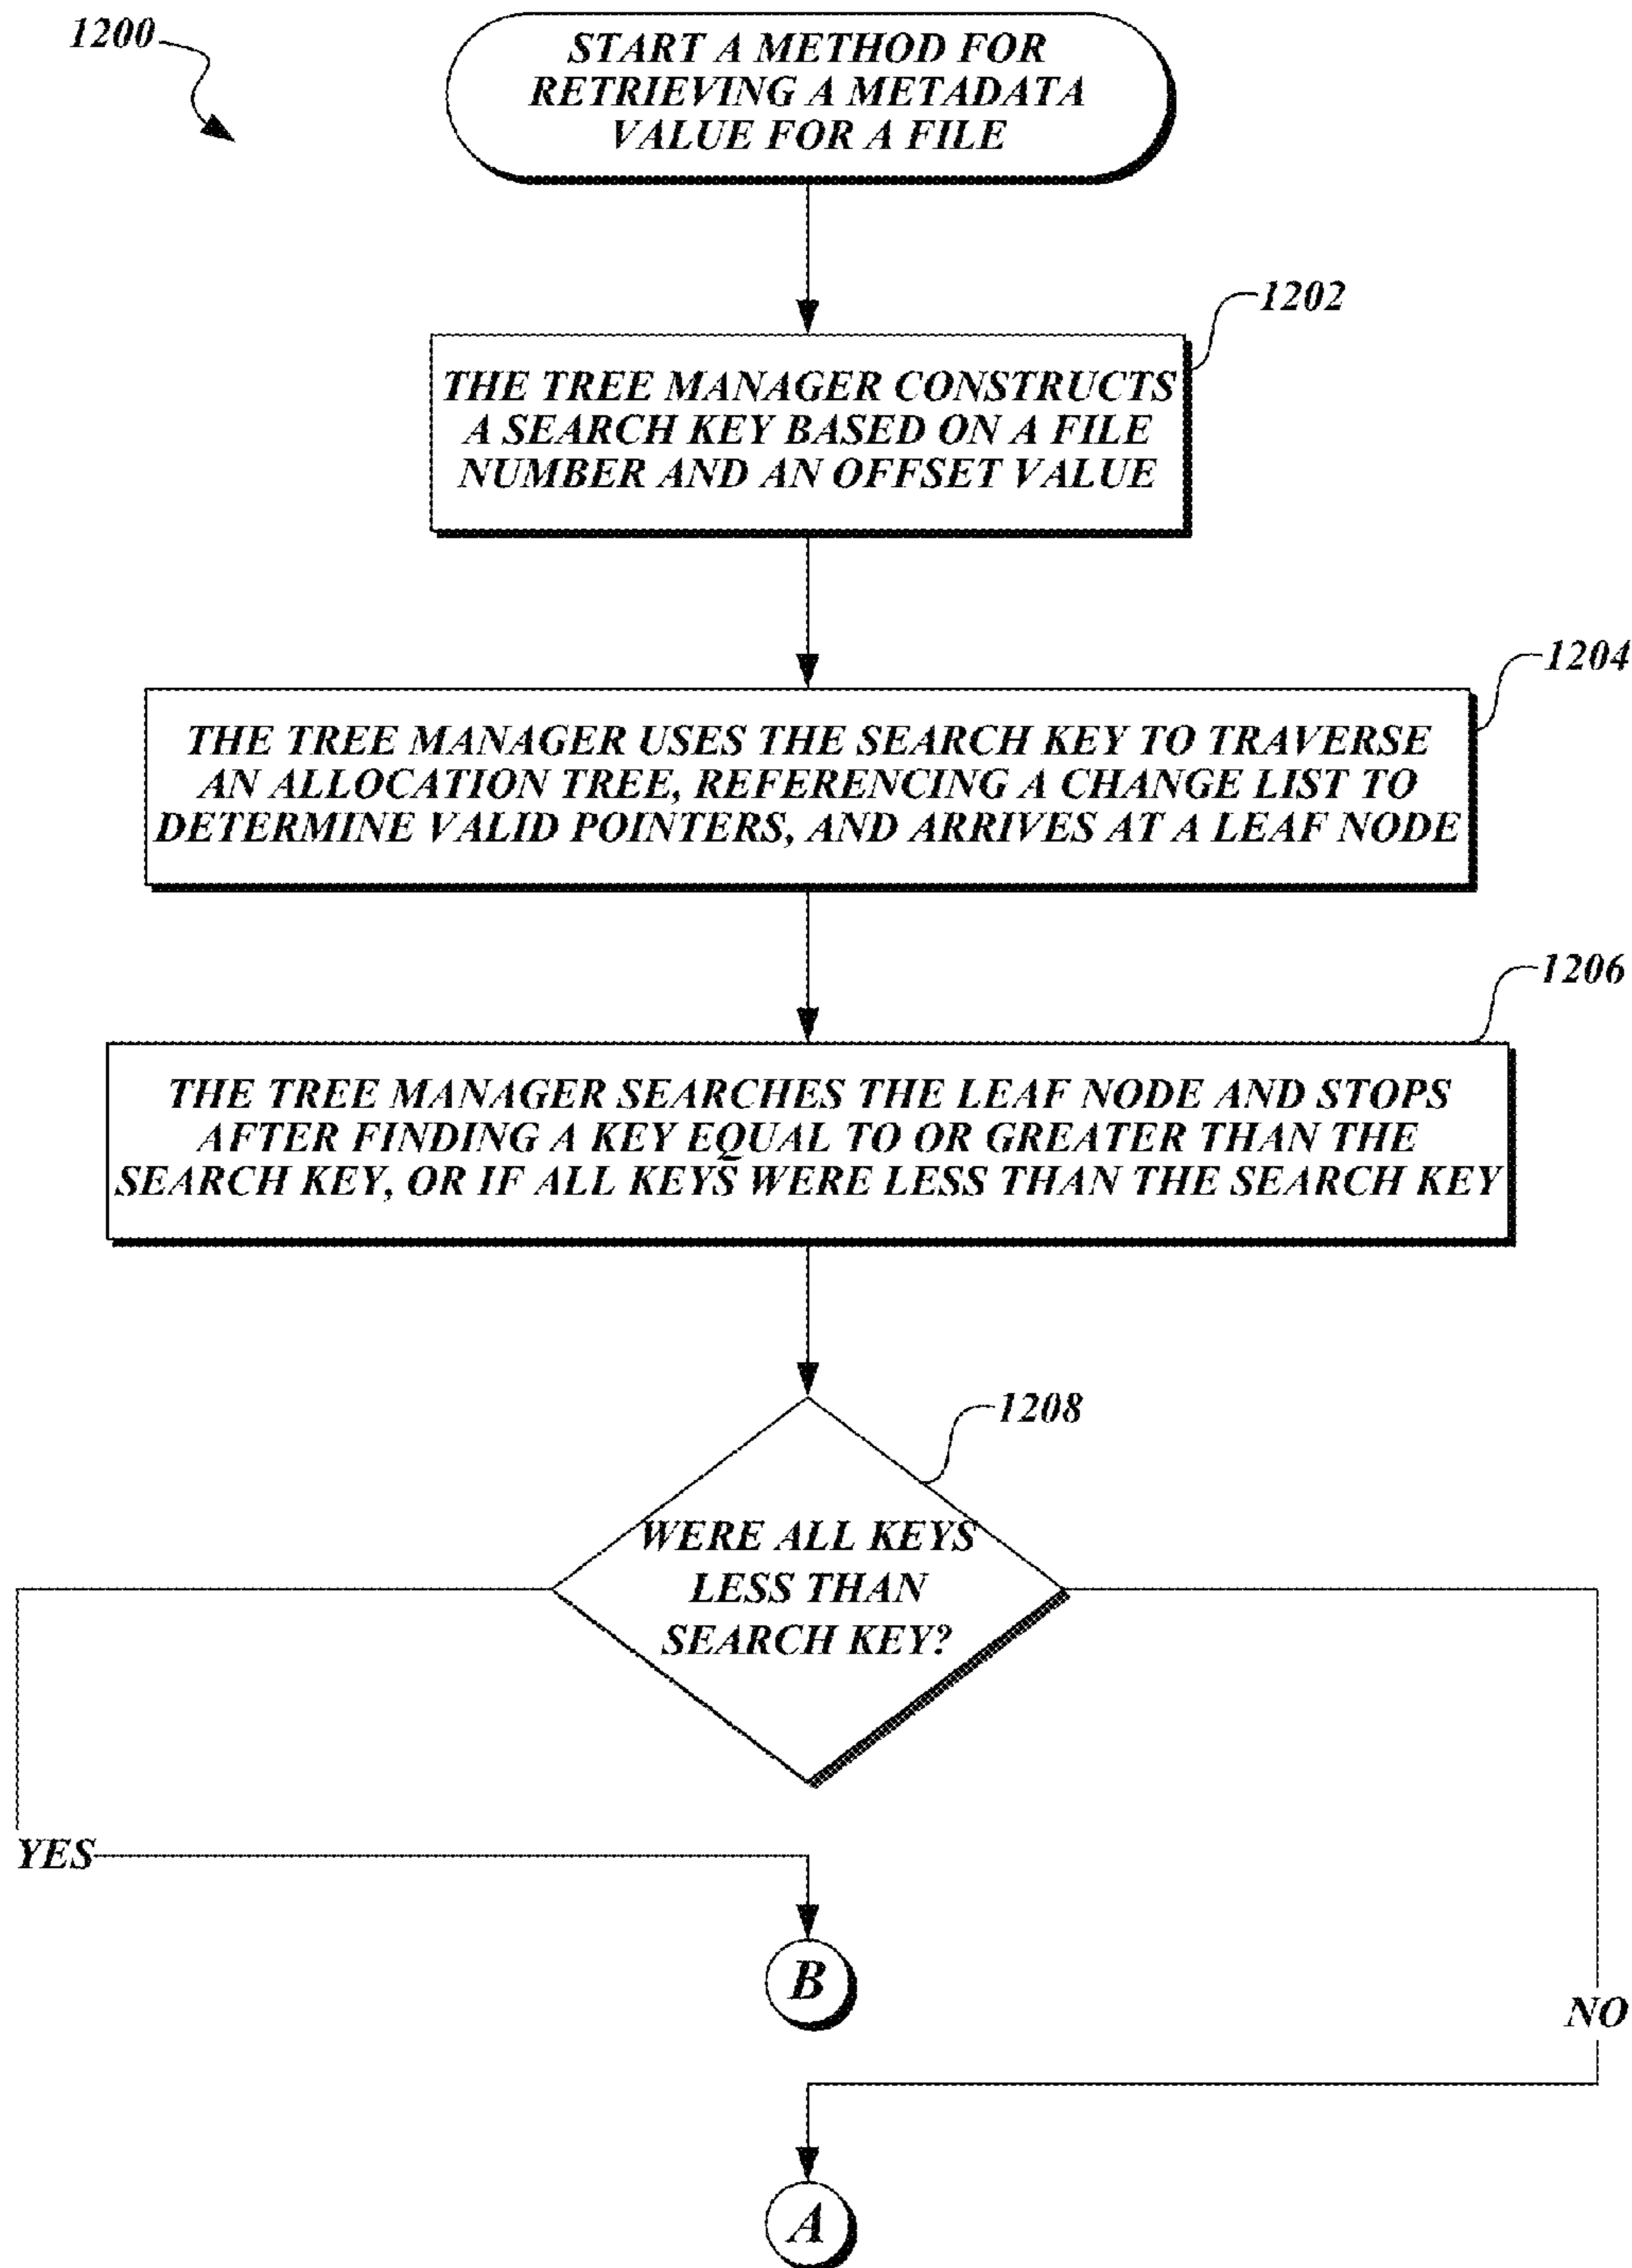 1200
START A METHOD FOR
RETRIEVING A METADATA
VALUE FOR A FILE
1202
THE TREE MANAGER CONSTRUCTS
A SEARCH KEY BASED ON A FILE
NUMBER AND AN OFFSET VALUE
1204
THE TREE MANAGER USES THE SEARCH KEY TO TRAVERSE
AN ALLOCATION TREE, REFERENCING A CHANGE LIST TO
DETERMINE VALID POINTERS, AND ARRIVES AT A LEAF NODE
1206
THE TREE MANAGER SEARCHES THE LEAF NODE AND STOPS
AFTER FINDING A KEY EQUAL TO OR GREATER THAN THE
SEARCH KEY, OR IF ALL KEYS WERE LESS THAN THE SEARCH KEY
1208
WERE ALL KEYS
LESS THAN
SEARCH KEY?
YES
B
NO
A